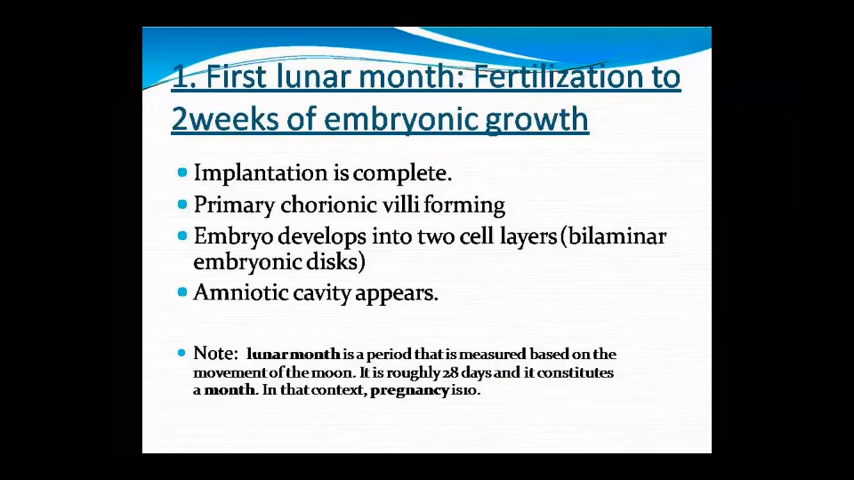 1. First lunar month: Fertilization to
2weeks of embryonic growth
Implantation is complete.
Primary chorionic villi forming
Embryo develops into two cell layers (bilaminar
embryonic disks)
Amniotic cavity appears.
Note: lunar month is a period that is measured based on the
movement of the moon. It is roughly 28 days and it constitutes
a month. In that context, pregnancy is 10.